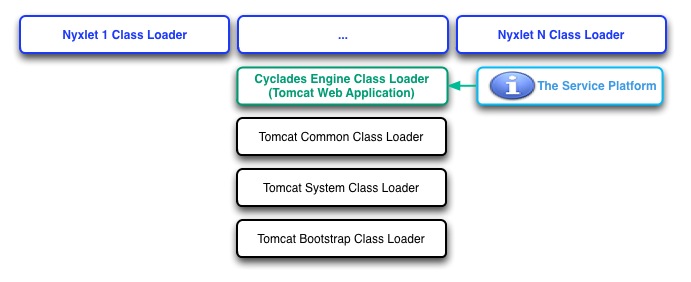 Nyxlet 1 Class Loader
...
Nyxlet N Class Loader
Cyclades Engine Class Loader
(Tomcat Web Application)
The Service Platform
Tomcat Common Class Loader
Tomcat System Class Loader
Tomcat Bootstrap Class Loader